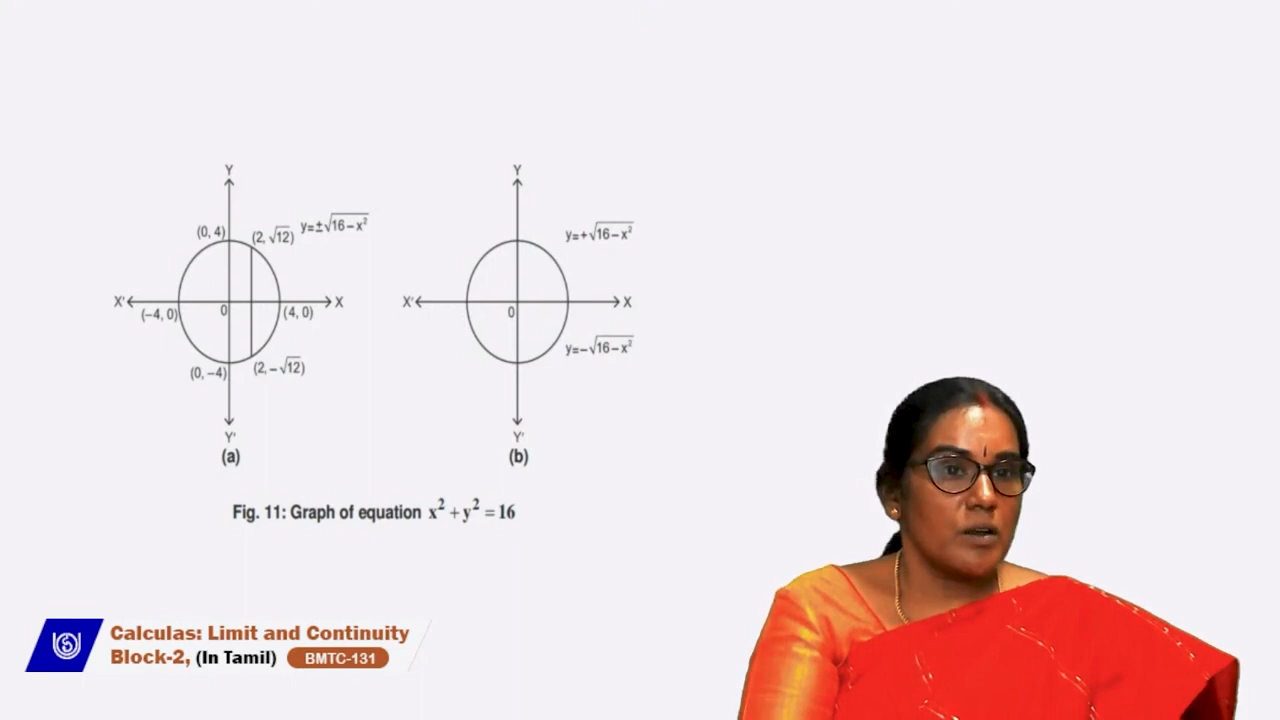 Y
(0, 4)
(2, √12)
y=±√16–x²
X'
X
(–4, 0)
0
(4, 0)
(0, –4)
(2, –√12)
Y'
(a)
Y
y=+√16–x²
X'
X
0
y=–√16–x²
Y'
(b)
Fig. 11: Graph of equation x² + y² = 16
Calculas: Limit and Continuity
Block-2, (In Tamil) BMTC-131